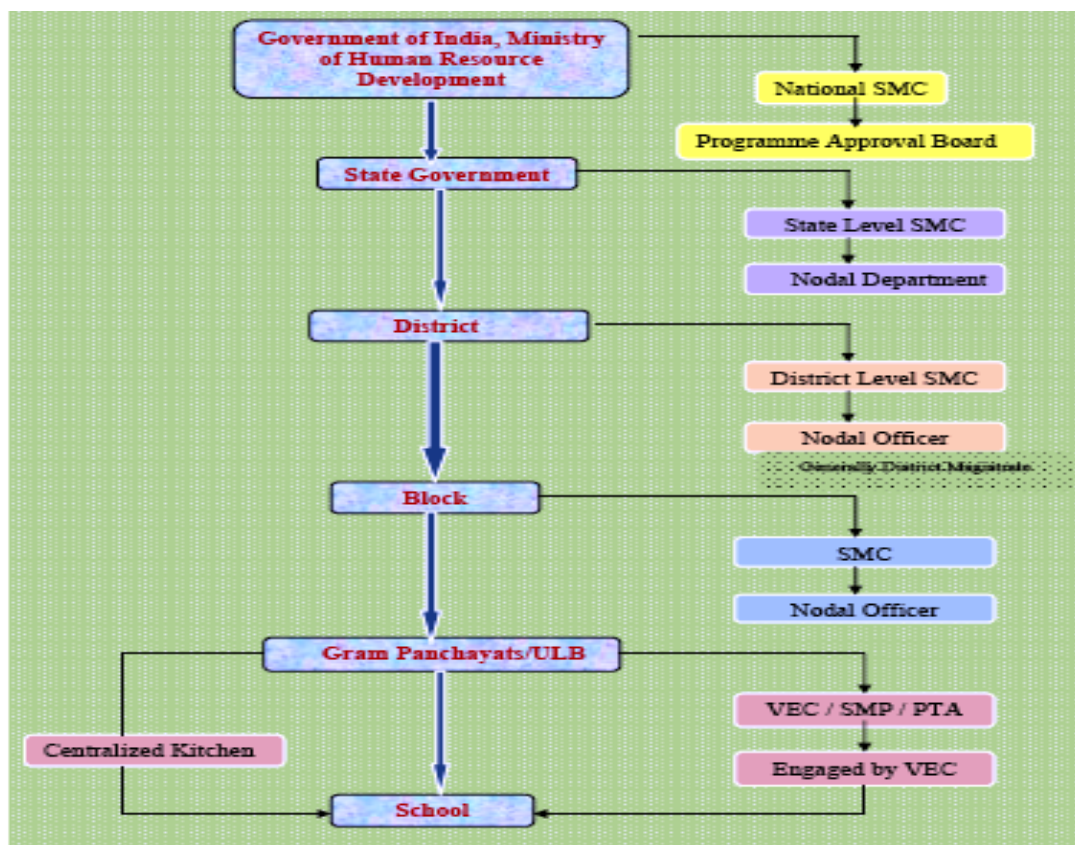 Government of India, Ministry
of Human Resource
Development
National SMC
Programme Approval Board
State Government
State Level SMC
Nodal Department
District
District Level SMC
Nodal Officer
Generally District Magistrate
Block
SMC
Nodal Officer
Gram Panchayats/ULB
VEC / SMP / PTA
Centralized Kitchen
Engaged by VEC
School